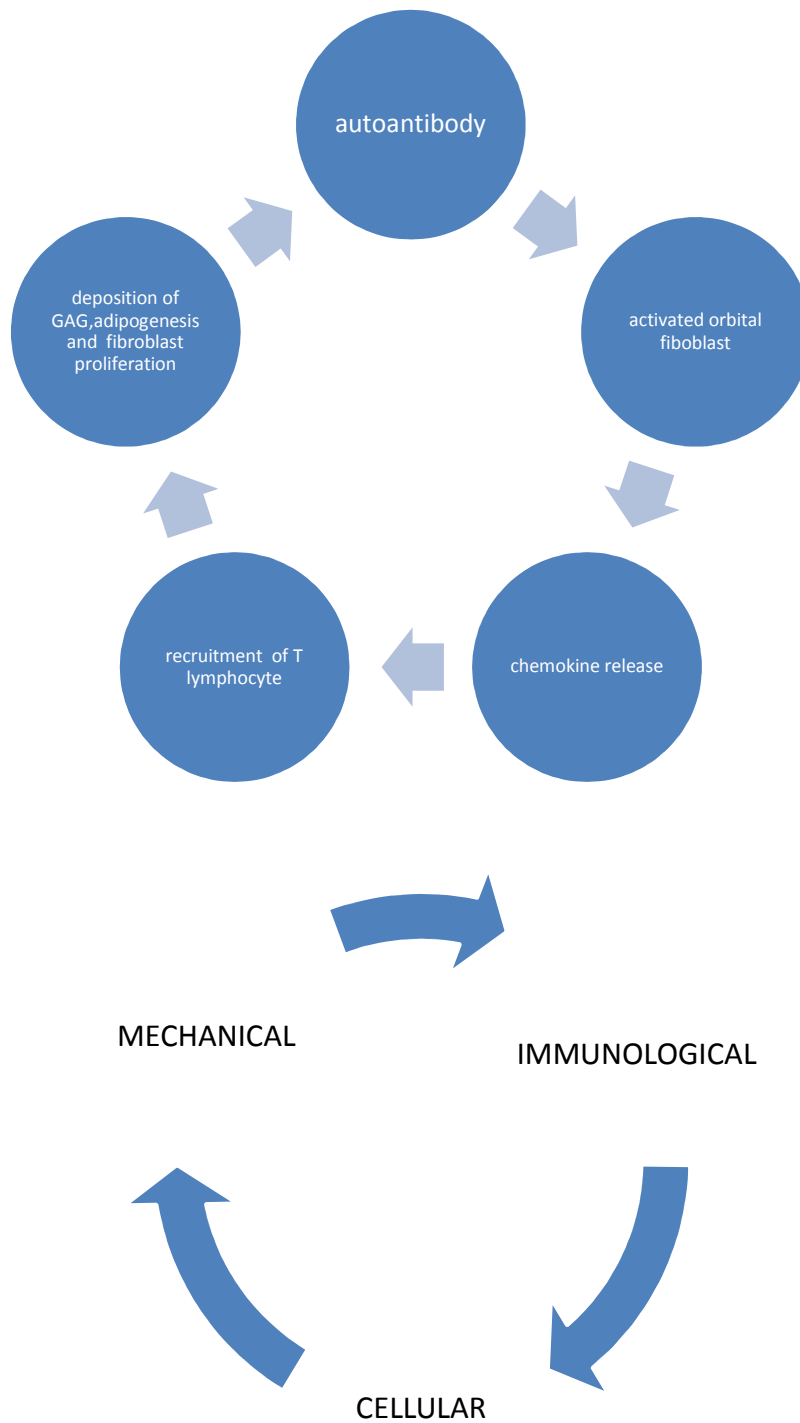 autoantibody
deposition of
GAG,adipogenesis
and fibroblast
proliferation
activated orbital
fiboblast
recruitment of T
lymphocyte
chemokine release
MECHANICAL
IMMUNOLOGICAL
CELLULAR